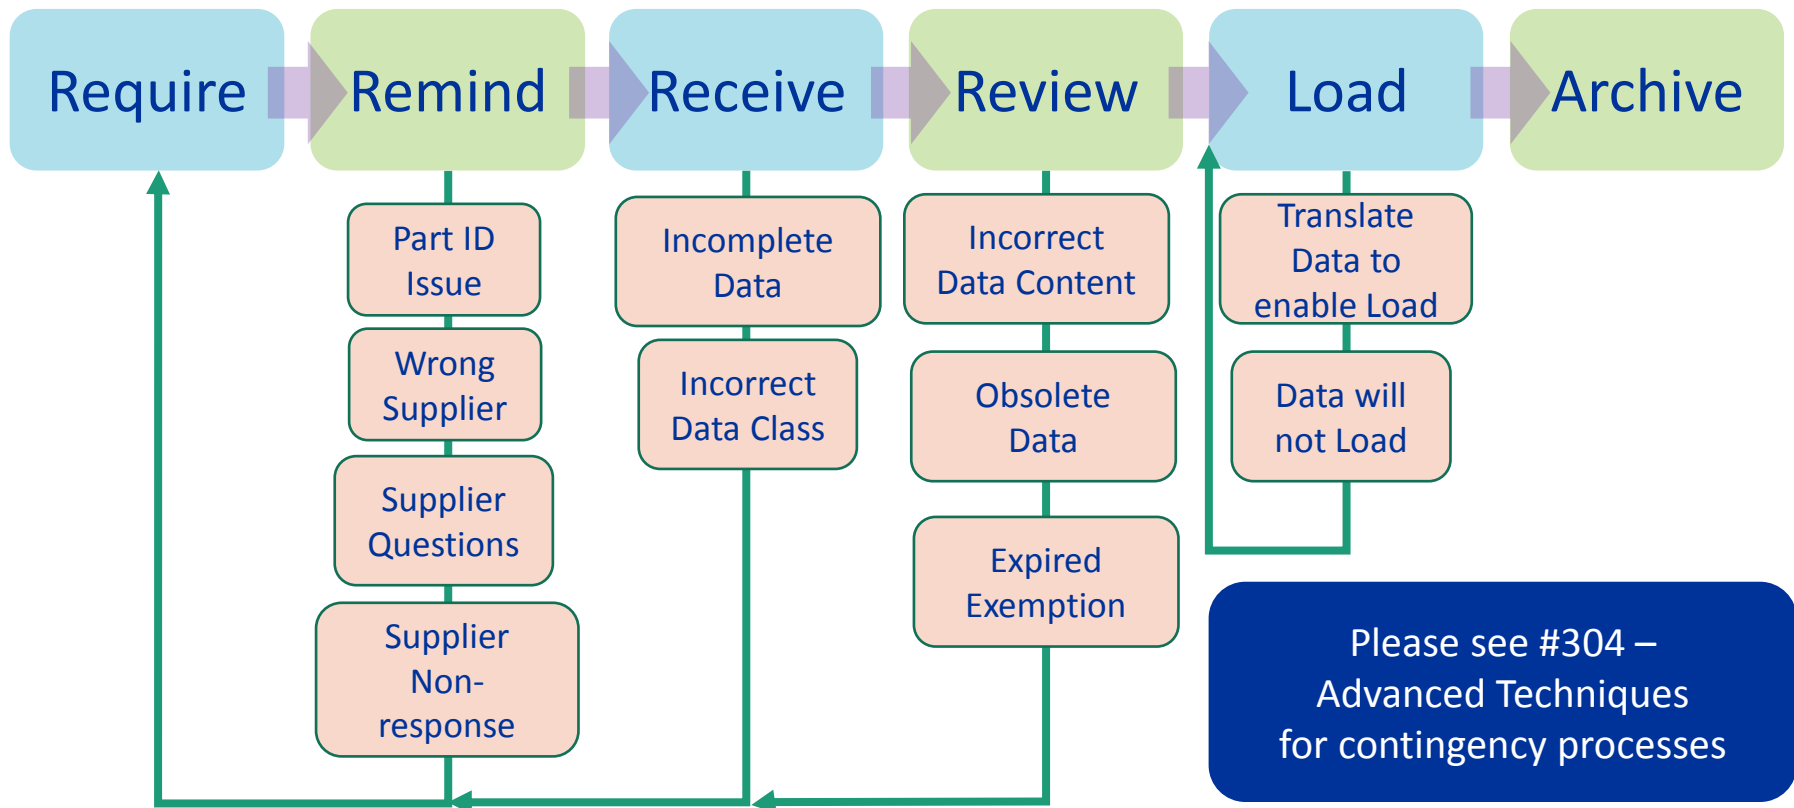 Require
Remind
Receive
Review
Load
Archive
Part ID
Issue
Wrong
Supplier
Supplier
Questions
Supplier
Non-
response
Incomplete
Data
Incorrect
Data Class
Incorrect
Data Content
Obsolete
Data
Expired
Exemption
Translate
Data to
enable Load
Data will
not Load
Please see #304 –
Advanced Techniques
for contingency processes